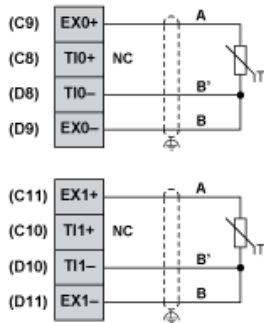 (C9) EX0+ A
(C8) TI0+ NC
(D8) TI0– B'
(D9) EX0– B
T
(C11) EX1+ A
(C10) TI1+ NC
(D10) TI1– B'
(D11) EX1– B
T